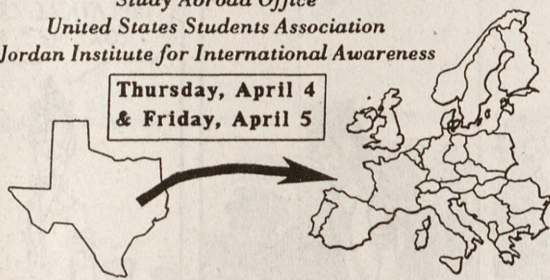 Study Abroad Office
United States Students Association
Jordan Institute for International Awareness
Thursday, April 4
& Friday, April 5